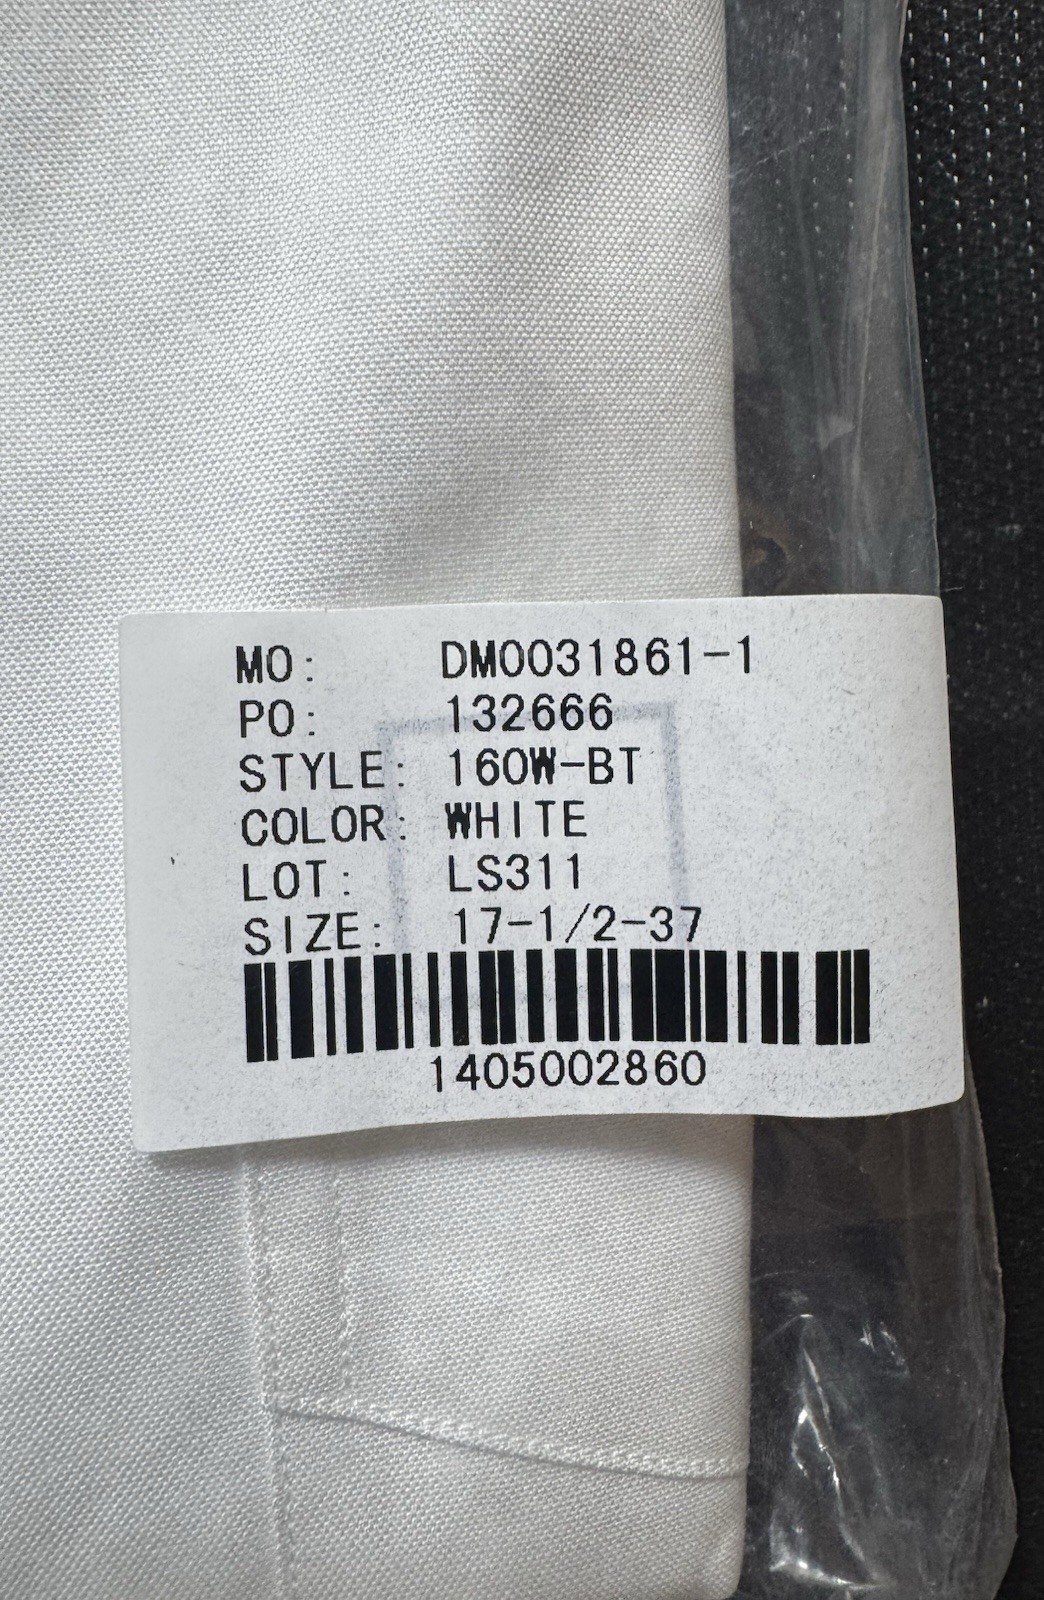 MO: DM0031861-1
PO: 132666
STYLE: 160W-BT
COLOR: WHITE
LOT: LS311
SIZE: 17-1/2-37
1405002860